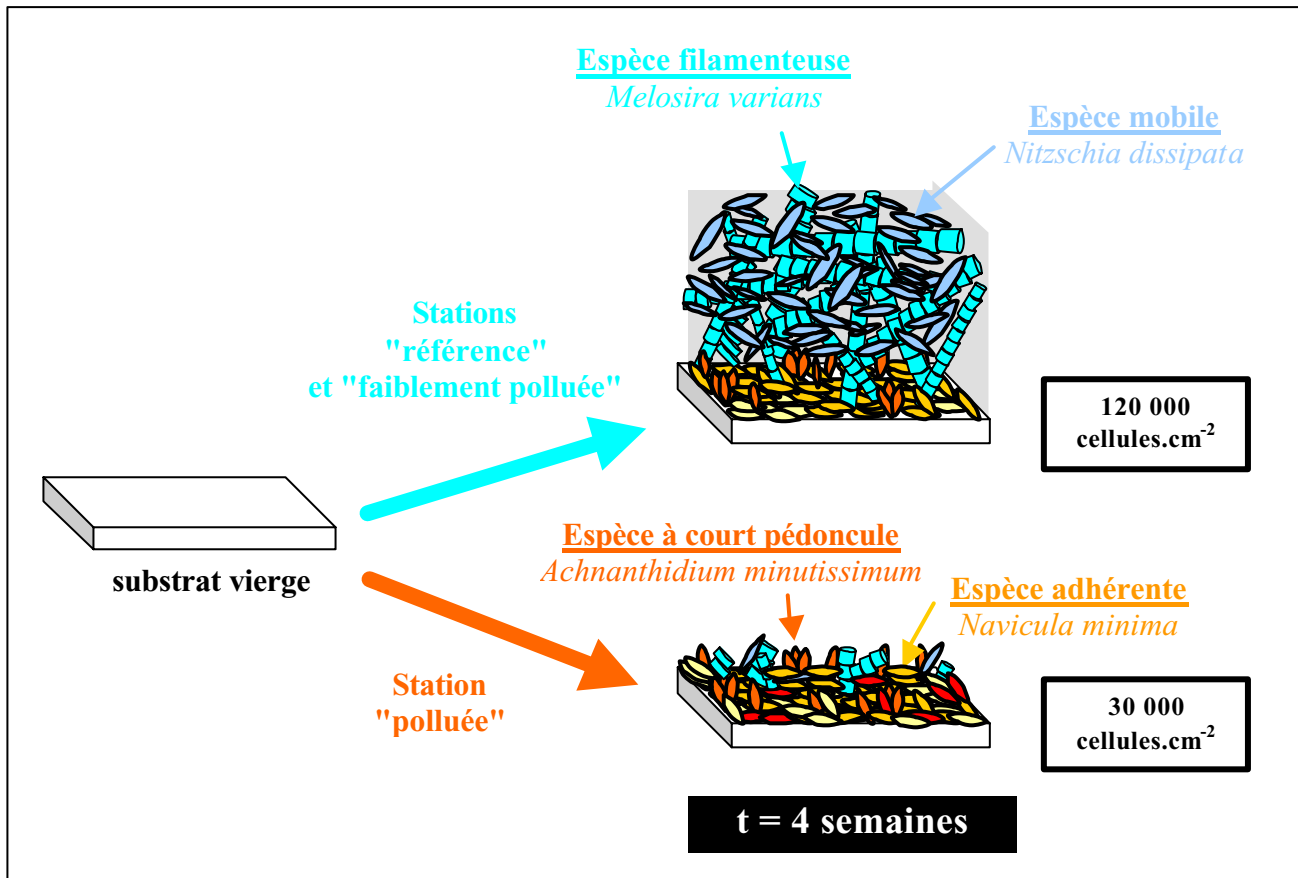 Espèce filamenteuse
Melosira varians
Espèce mobile
Nitzschia dissipata
Stations
"référence"
et "faiblement polluée"
120 000
cellules.cm-2
substrat vierge
Espèce à court pédoncule
Achnanthidium minutissimum
Espèce adhérente
Navicula minima
Station
"polluée"
30 000
cellules.cm-2
t = 4 semaines